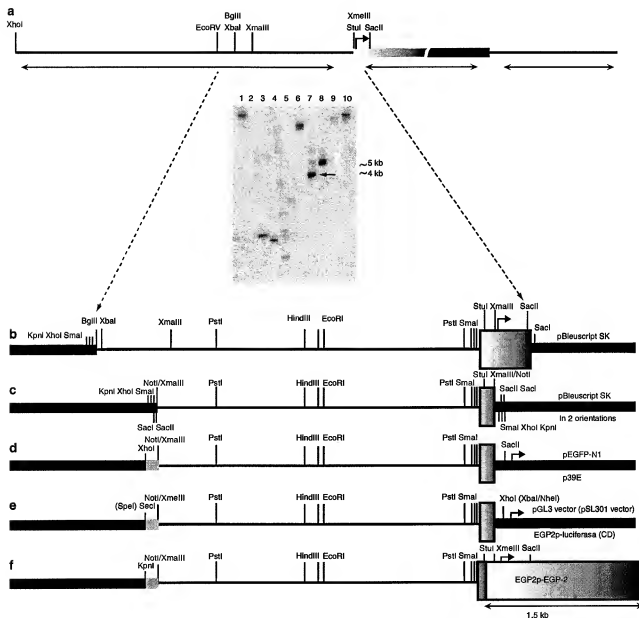 a
XhoI
EcoRV
BglII
XbaI
XmaIII
XmeIII
StuI
SacII
1 2 3 4 5 6 7 8 9 10
~5 kb
~4 kb
b
KpnI XhoI SmaI
BglII XbaI
XmaIII
PstI
HindIII
EcoRI
PstI SmaI
StuI XmaIII
SacII
SacI
pBleuscript SK
c
KpnI XhoI SmaI
NotI/XmaIII
SacI SacII
PstI
HindIII
EcoRI
PstI SmaI
StuI XmaIII/NotI
SacII SacI
SmaI XhoI KpnI
pBleuscript SK
In 2 orientations
d
XhoI
NotI/XmaIII
PstI
HindIII
EcoRI
PstI SmaI
SacII
pEGFP-N1
p39E
e
(SpeI) SecI
NotI/XmeIII
PstI
HindIII
EcoRI
PstI SmaI
XhoI (XbaI/NheI)
pGL3 vector (pSL301 vector)
EGP2p-luciferasa (CD)
f
KpnI
NotI/XmaIII
PstI
HindIII
EcoRI
PstI SmaI
StuI XmeIII SacII
EGP2p-EGP-2
1.5 kb